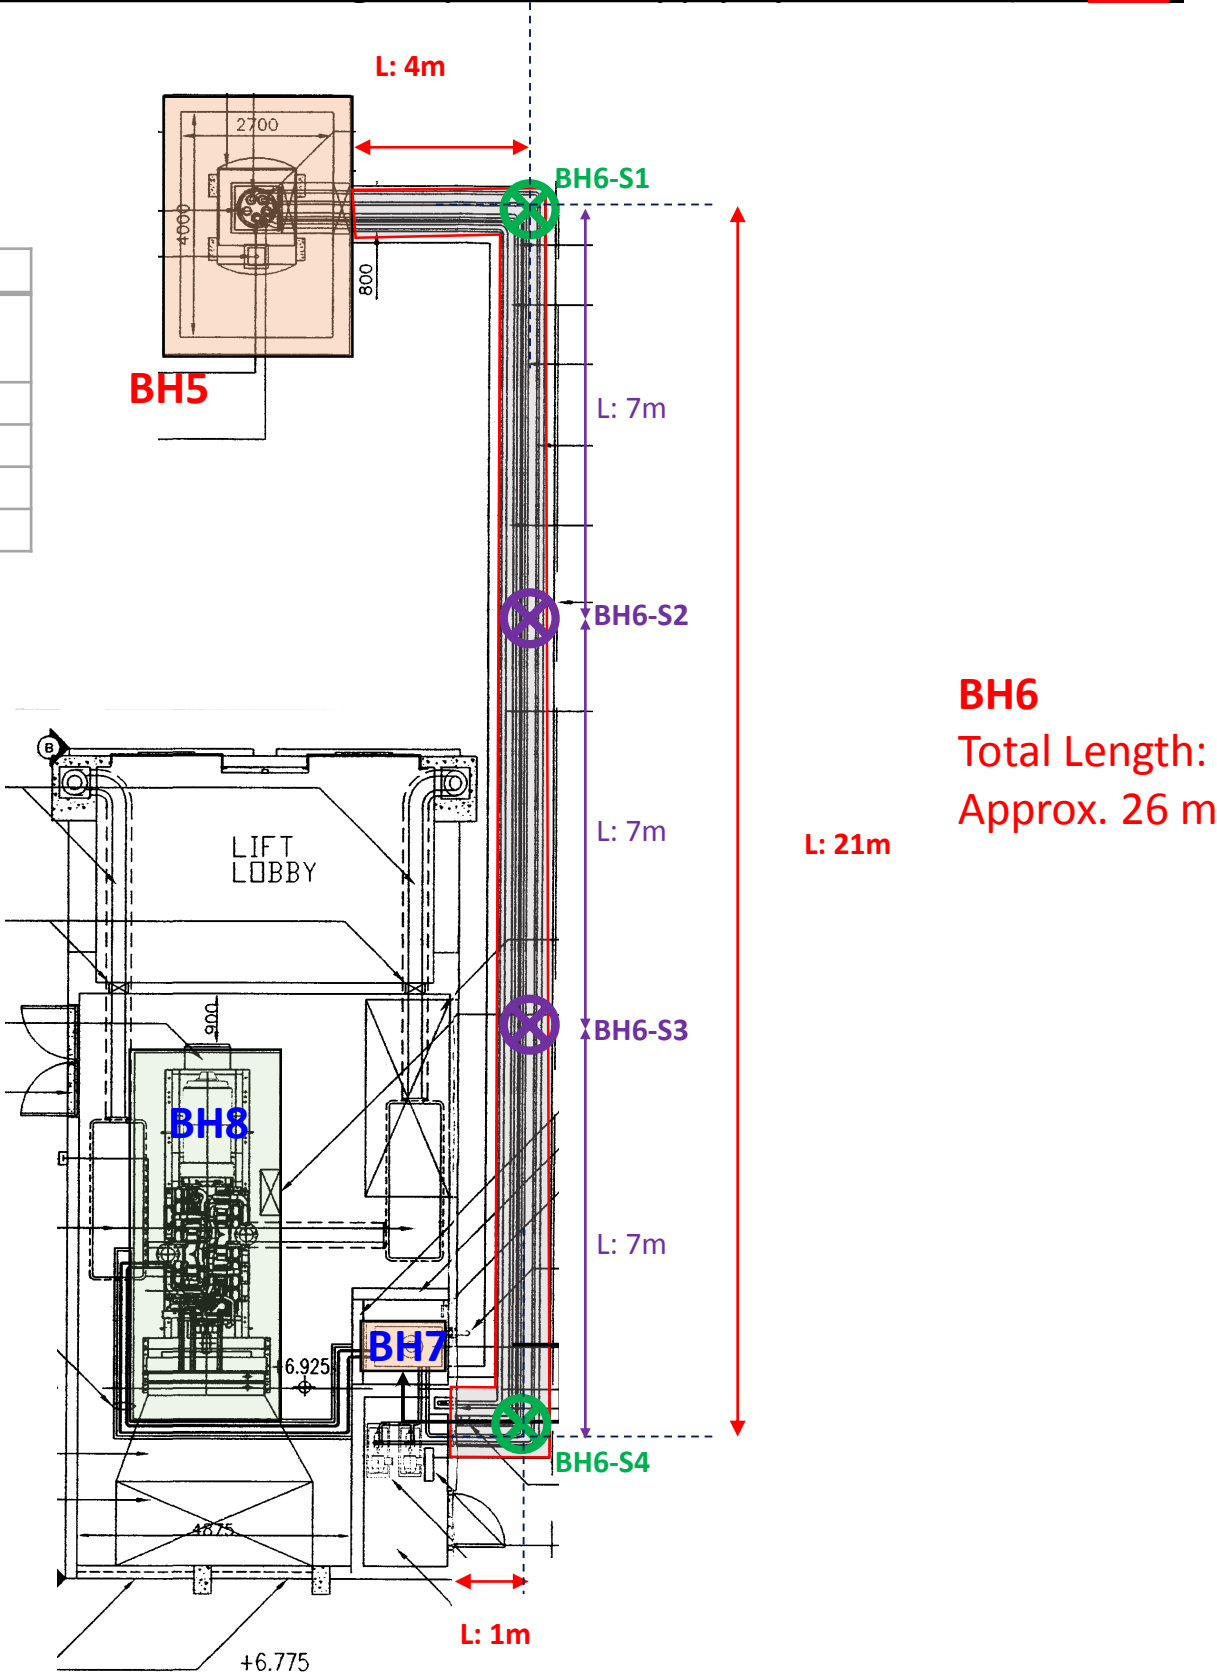 L: 4m
2700
BH6-S1
4000
800
BH5
L: 7m
BH6-S2
BH6
Total Length:
Approx. 26 m
B
L: 7m
L: 21m
LIFT
LOBBY
900
BH6-S3
BH8
L: 7m
BH7
+6.925
BH6-S4
4875
L: 1m
+6.775